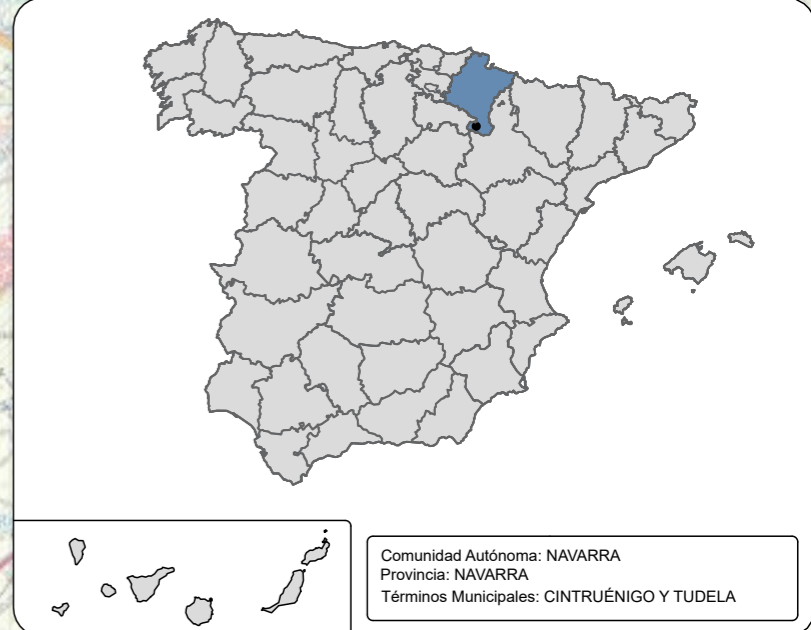 Comunidad Autónoma: NAVARRA
Provincia: NAVARRA
Términos Municipales: CINTRUÉNIGO Y TUDELA